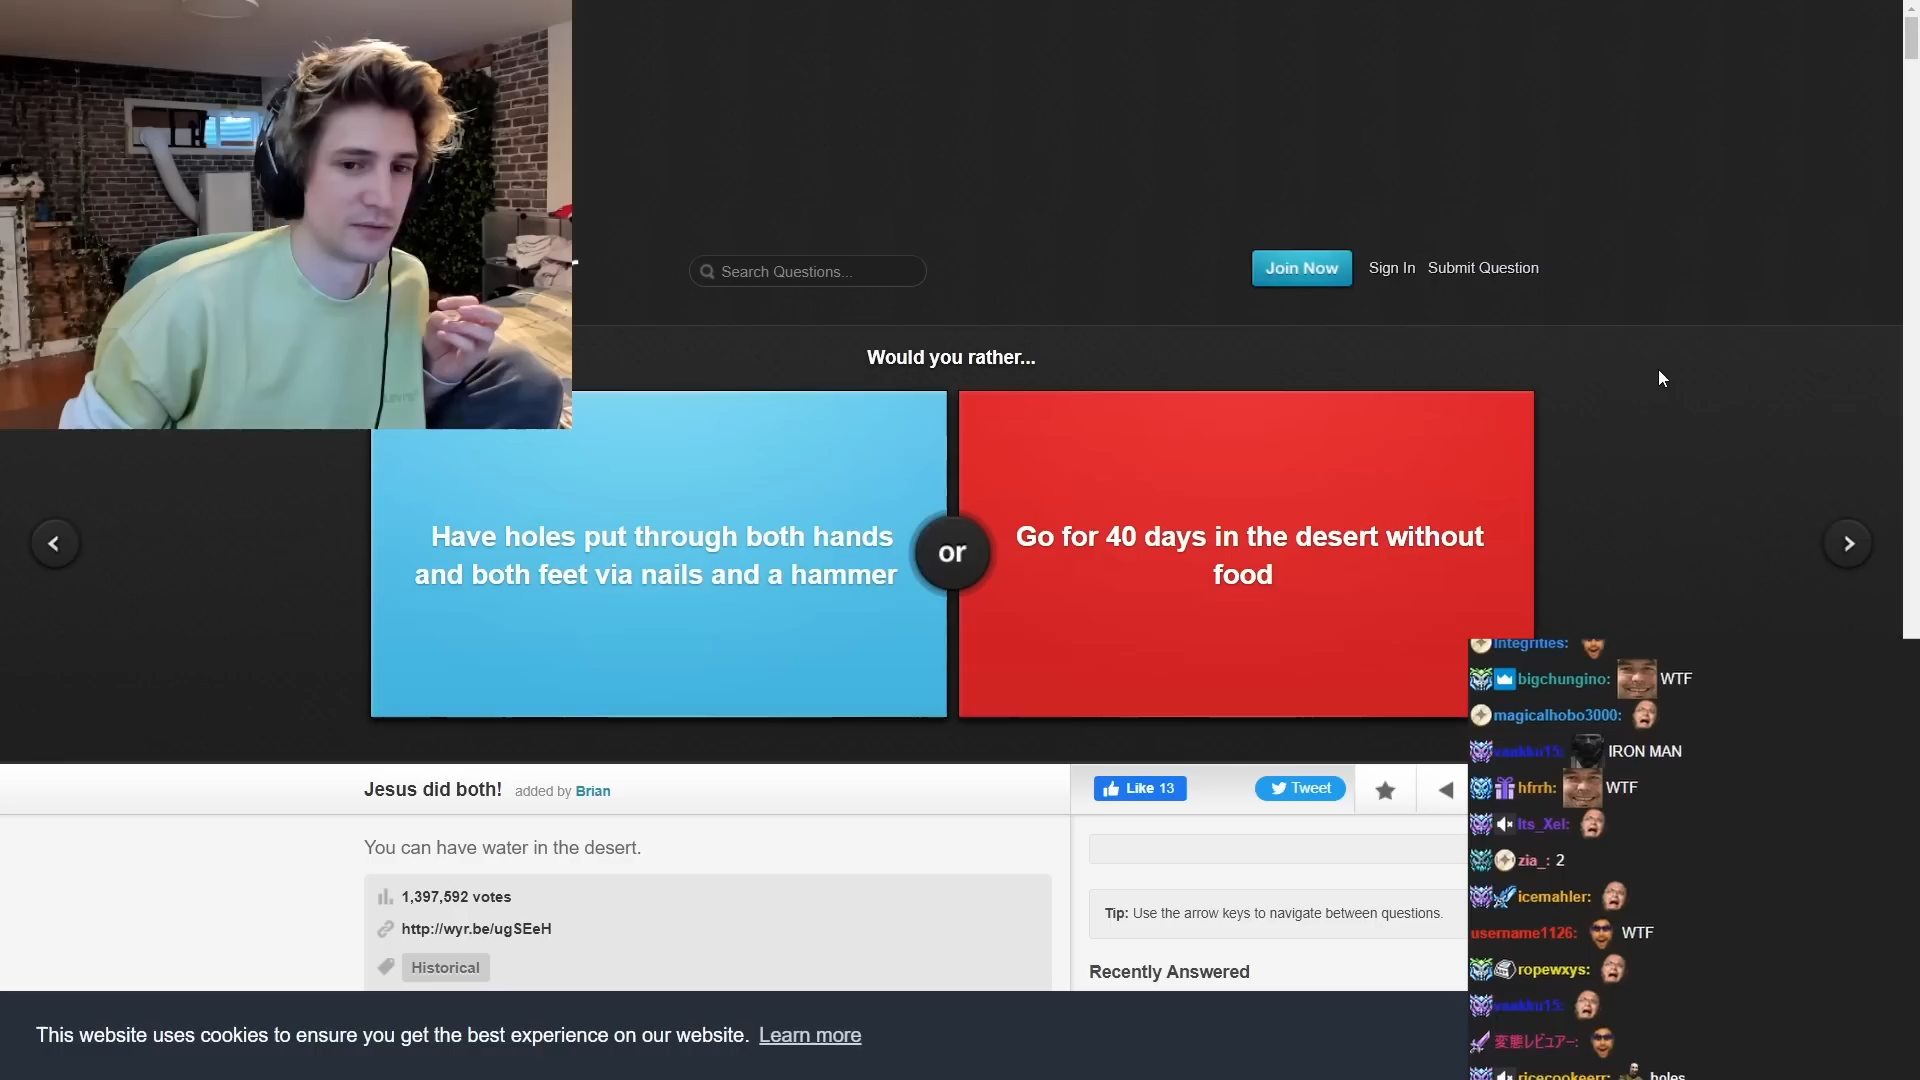 Search Questions...
Join Now
Sign In
Submit Question
Would you rather...
Have holes put through both hands
and both feet via nails and a hammer
or
Go for 40 days in the desert without
food
Jesus did both!
added by Brian
Like 13
Tweet
You can have water in the desert.
1,397,592 votes
http://wyr.be/ugSEeH
Historical
Tip: Use the arrow keys to navigate between questions.
Recently Answered
This website uses cookies to ensure you get the best experience on our website. Learn more
Integrities:
bigchungino: WTF
magicalhobo3000:
IRON MAN
hfrrh: WTF
Its_Xel:
zia_: 2
icemahler:
username1126: WTF
ropewxys:
変態レビュアー:
ricecookeerr: holes